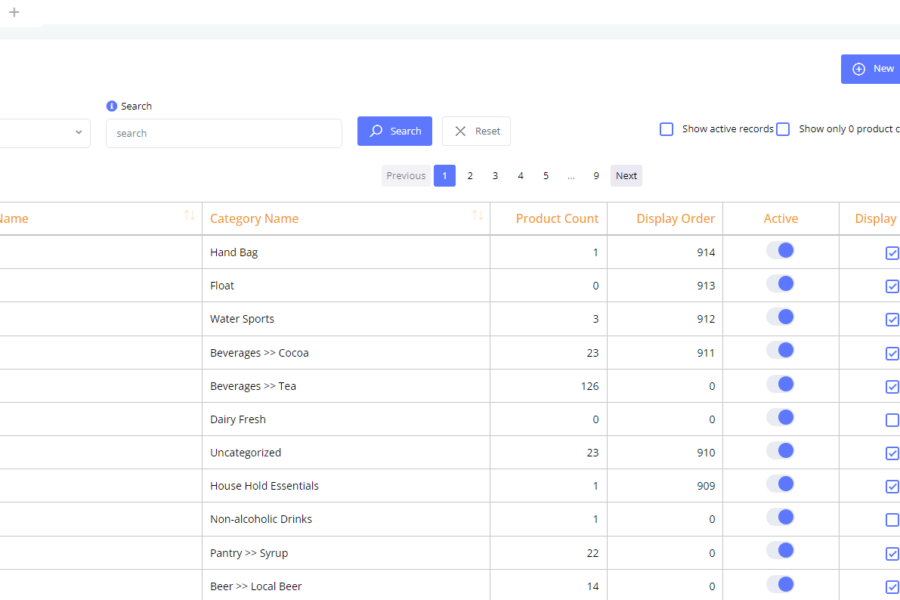 New
Search
search
Search
Reset
Show active records
Show only 0 product
Previous 1 2 3 4 5 ... 9 Next
Category Name Product Count Display Order Active Display
Hand Bag 1 914
Float 0 913
Water Sports 3 912
Beverages >> Cocoa 23 911
Beverages >> Tea 126 0
Dairy Fresh 0 0
Uncategorized 23 910
House Hold Essentials 1 909
Non-alcoholic Drinks 1 0
Pantry >> Syrup 22 0
Beer >> Local Beer 14 0